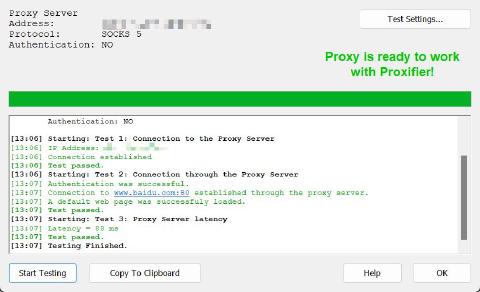 Proxy Server
Address:
Protocol: SOCKS 5
Authentication: NO
Test Settings...
Proxy is ready to work
with Proxifier!
Authentication: NO
[13:06] Starting: Test 1: Connection to the Proxy Server
[13:06] IP Address:
[13:06] Connection established
[13:06] Test passed.
[13:06] Starting: Test 2: Connection through the Proxy Server
[13:07] Authentication was successful.
[13:07] Connection to www.baidu.com:80 established through the proxy server.
[13:07] A default web page was successfuly loaded.
[13:07] Test passed.
[13:07] Starting: Test 3: Proxy Server latency
[13:07] Latency = 88 ms
[13:07] Test passed.
[13:07] Testing Finished.
Start Testing
Copy To Clipboard
Help
OK